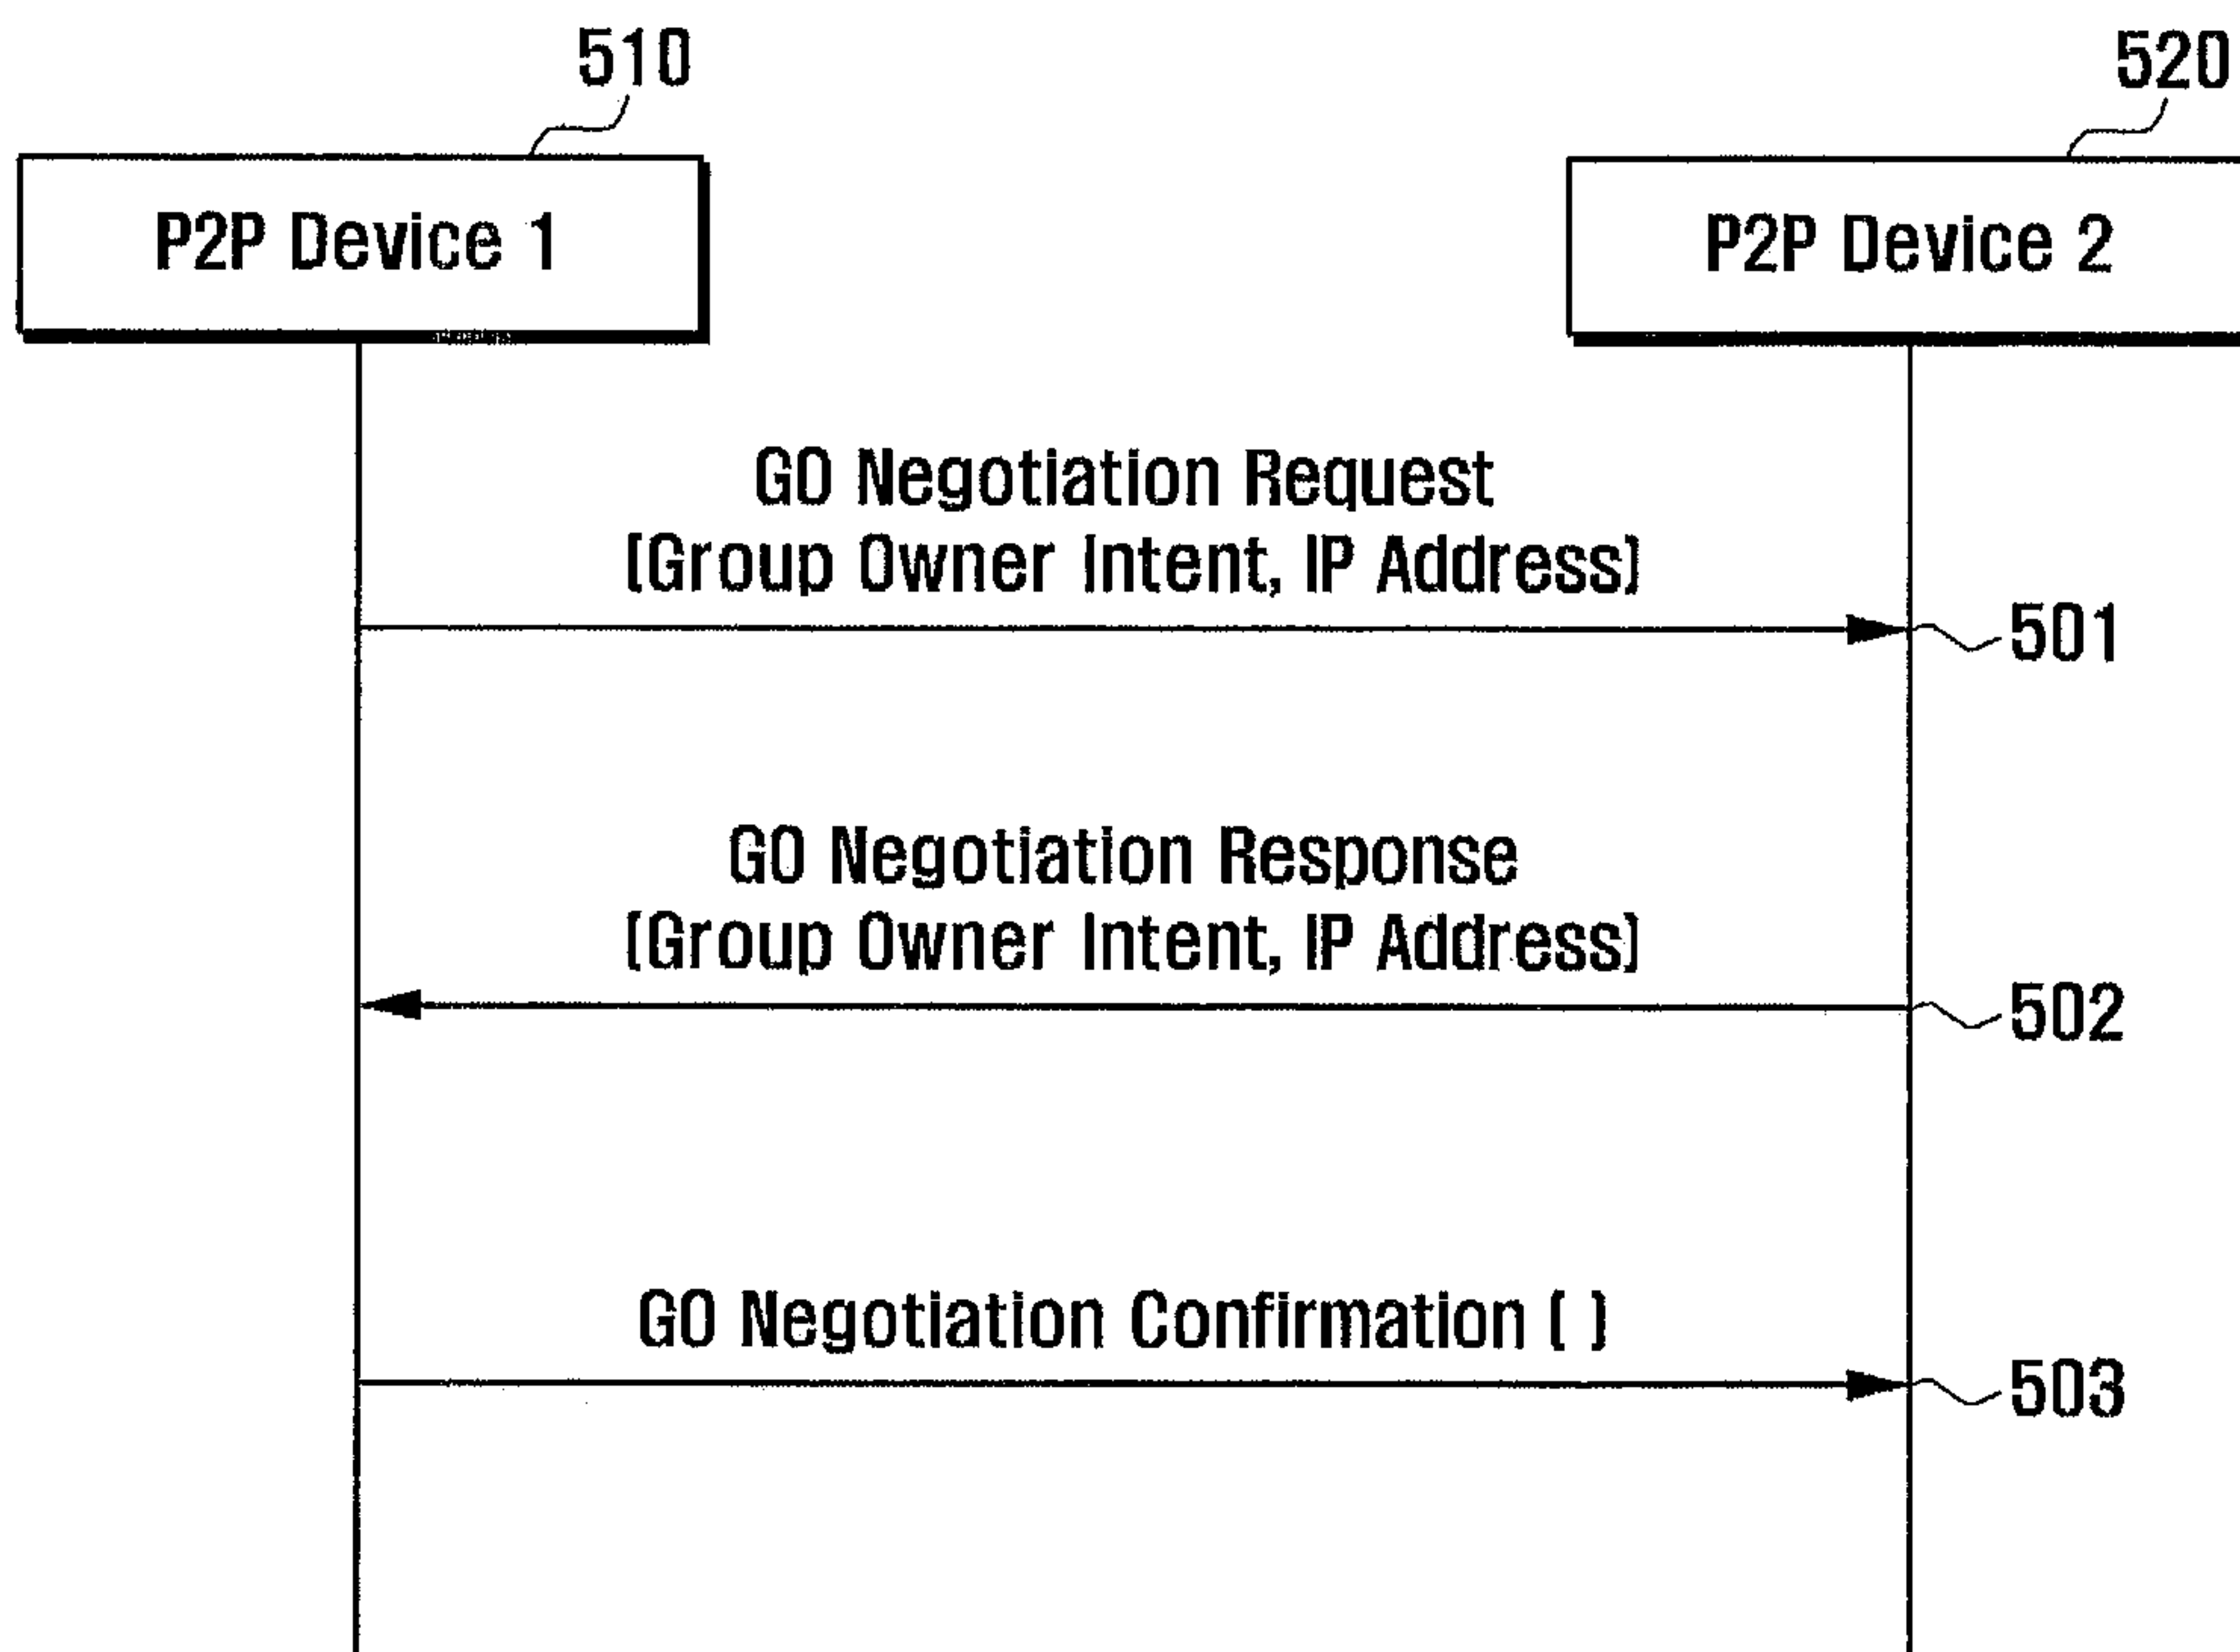 510
520
P2P Device 1
P2P Device 2
GO Negotiation Request
(Group Owner Intent, IP Address)
501
GO Negotiation Response
(Group Owner Intent, IP Address)
502
GO Negotiation Confirmation ( )
503